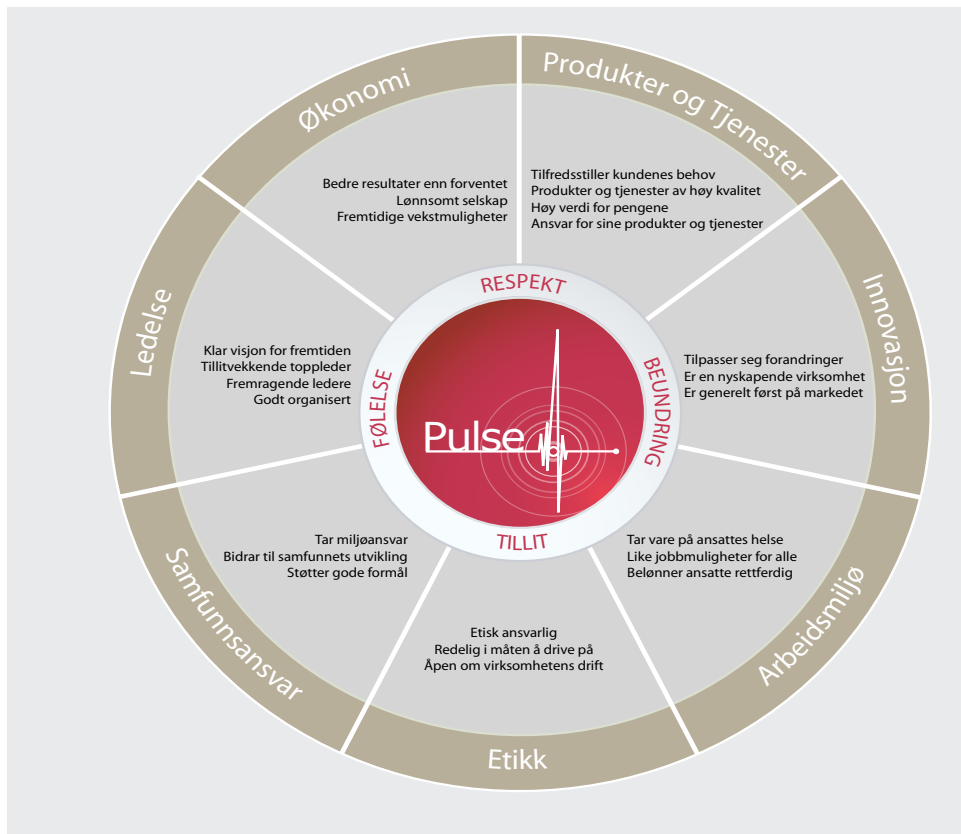 Økonomi
Bedre resultater enn forventet
Lønnsomt selskap
Fremtidige vekstmuligheter
Produkter og Tjenester
Tilfredsstiller kundenes behov
Produkter og tjenester av høy kvalitet
Høy verdi for pengene
Ansvar for sine produkter og tjenester
Innovasjon
Tilpasser seg forandringer
Er en nyskapende virksomhet
Er generelt først på markedet
Arbeidsmiljø
Tar vare på ansattes helse
Like jobbmuligheter for alle
Belønner ansatte rettferdig
Etikk
Etisk ansvarlig
Redelig i måten å drive på
Åpen om virksomhetens drift
Samfunnsansvar
Tar miljøansvar
Bidrar til samfunnets utvikling
Støtter gode formål
Ledelse
Klar visjon for fremtiden
Tillitvekkende toppleder
Fremragende ledere
Godt organisert
RESPEKT
BEUNDRING
TILLIT
FØLELSE
Pulse